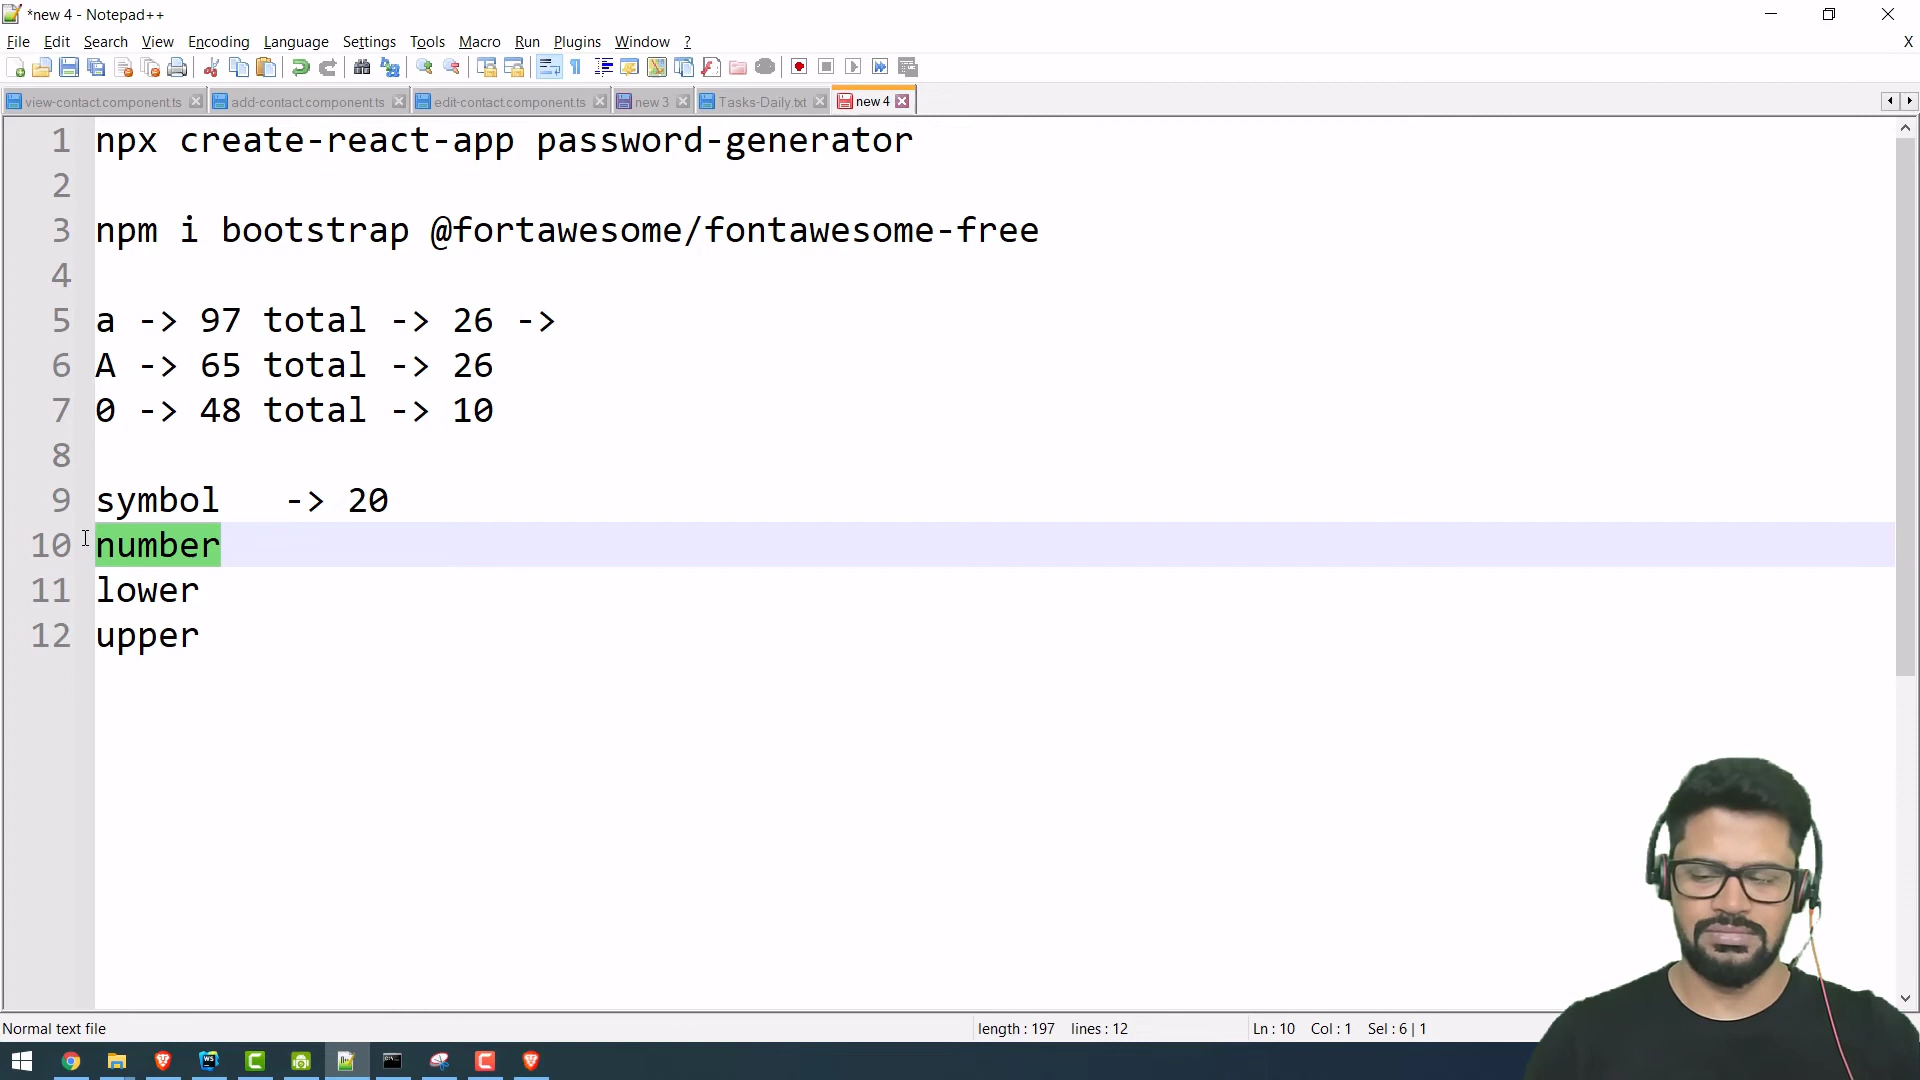 *new 4 - Notepad++
File Edit Search View Encoding Language Settings Tools Macro Run Plugins Window ? X
view-contact.component.ts add-contact.component.ts edit-contact.component.ts new 3 Tasks-Daily.txt new 4
1 npx create-react-app password-generator
2
3 npm i bootstrap @fortawesome/fontawesome-free
4
5 a -> 97 total -> 26 ->
6 A -> 65 total -> 26
7 0 -> 48 total -> 10
8
9 symbol -> 20
10 number
11 lower
12 upper
Normal text file length : 197 lines : 12 Ln : 10 Col : 1 Sel : 6 | 1